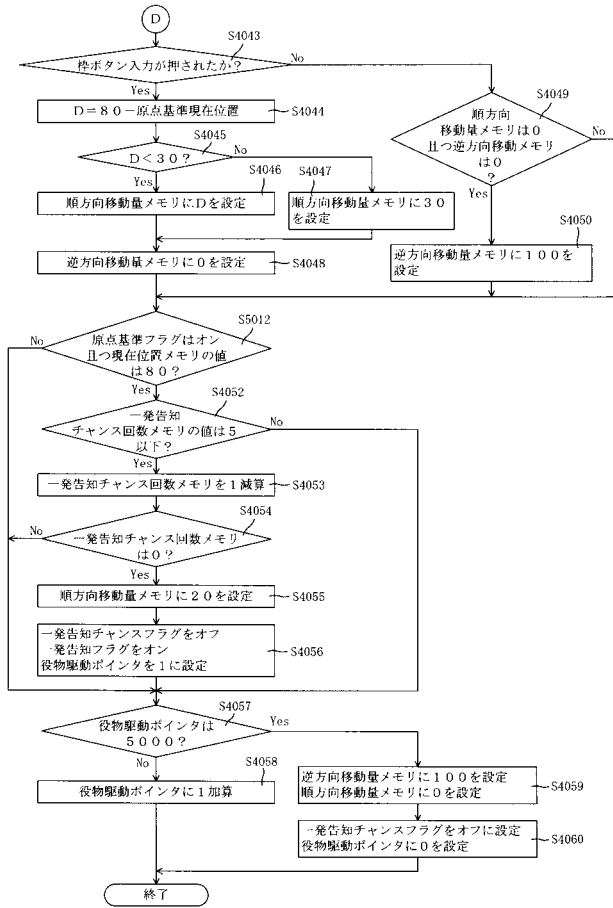 D
S4043
枠ボタン入力が押されたか?
No
Yes
D=80-原点基準現在位置
S4044
S4045
D<30?
No
Yes
S4046
S4047
順方向移動量メモリにDを設定
順方向移動量メモリに30
を設定
逆方向移動量メモリに0を設定
S4048
S4049
順方向
移動量メモリは0
且つ逆方向移動メモリ
は0
?
No
Yes
S4050
逆方向移動量メモリに100を
設定
S5012
原点基準フラグはオン
且つ現在位置メモリの値
は80?
No
Yes
S4052
一発告知
チャンス回数メモリの値は5
以下?
No
Yes
一発告知チャンス回数メモリを1減算
S4053
S4054
一発告知チャンス回数メモリ
は0?
No
Yes
順方向移動量メモリに20を設定
S4055
一発告知チャンスフラグをオフ
一発告知フラグをオン
役物駆動ポインタを1に設定
S4056
S4057
役物駆動ポインタは
5000?
Yes
No
S4058
役物駆動ポインタに1加算
逆方向移動量メモリに100を設定
順方向移動量メモリに0を設定
S4059
一発告知チャンスフラグをオフに設定
役物駆動ポインタに0を設定
S4060
終了